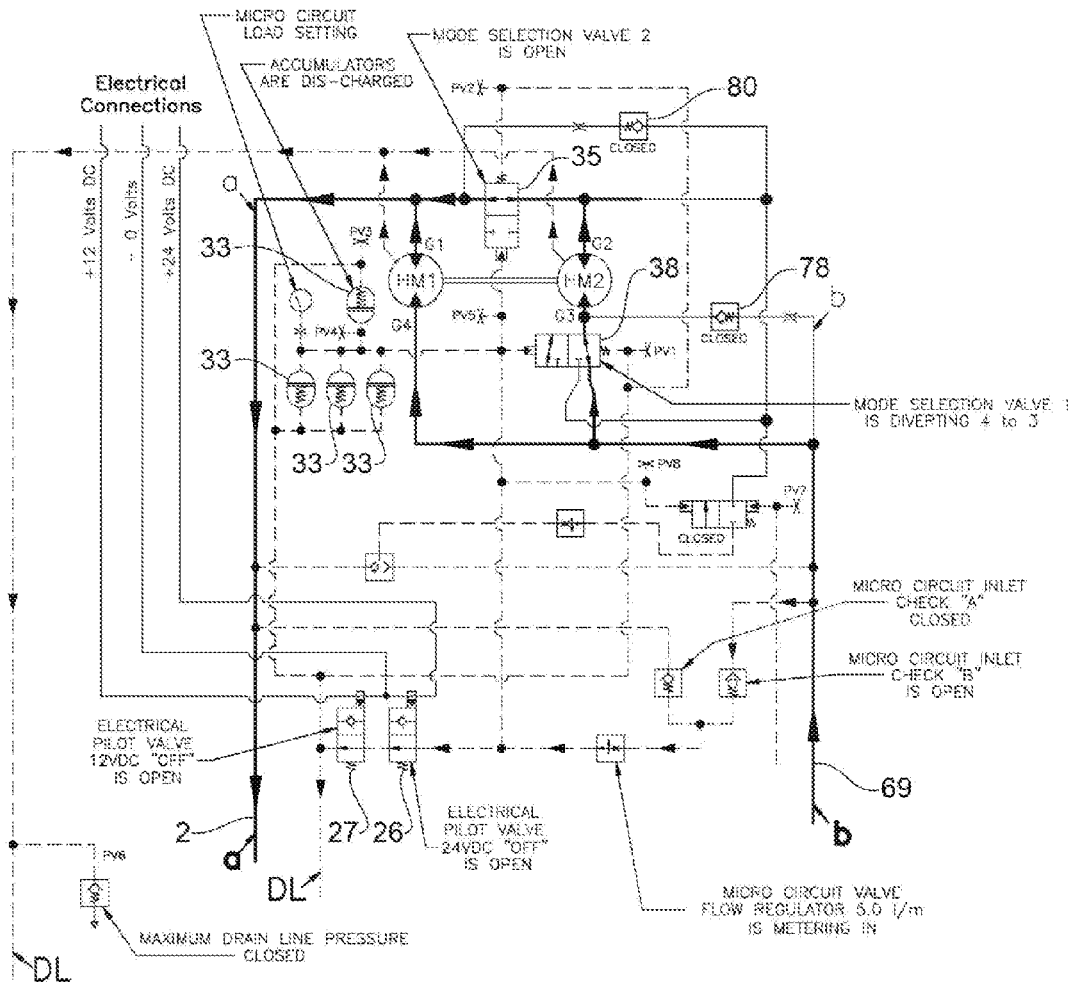 MICRO CIRCUIT
LOAD SETTING
MODE SELECTION VALVE 2
IS OPEN
ACCUMULATORS
ARE DIS-CHARGED
Electrical
Connections
PV2
80
CLOSED
35
+12 Volts DC
- 0 Volts
+24 Volts DC
a
PV3
33
G1
G2
HM1
HM2
38
78
b
G4
G3
PV4
PV5
CLOSED
PV1
33
MODE SELECTION VALVE 1
IS DIVERTING 4 to 3
33
33
PV8
PV7
CLOSED
MICRO CIRCUIT INLET
CHECK "A"
CLOSED
MICRO CIRCUIT INLET
CHECK "B"
IS OPEN
ELECTRICAL
PILOT VALVE
12VDC "OFF"
IS OPEN
69
2
27
26
ELECTRICAL
PILOT VALVE
24VDC "OFF"
IS OPEN
b
a
PV6
DL
MICRO CIRCUIT VALVE
FLOW REGULATOR 5.0 l/m
IS METERING IN
MAXIMUM DRAIN LINE PRESSURE
CLOSED
DL